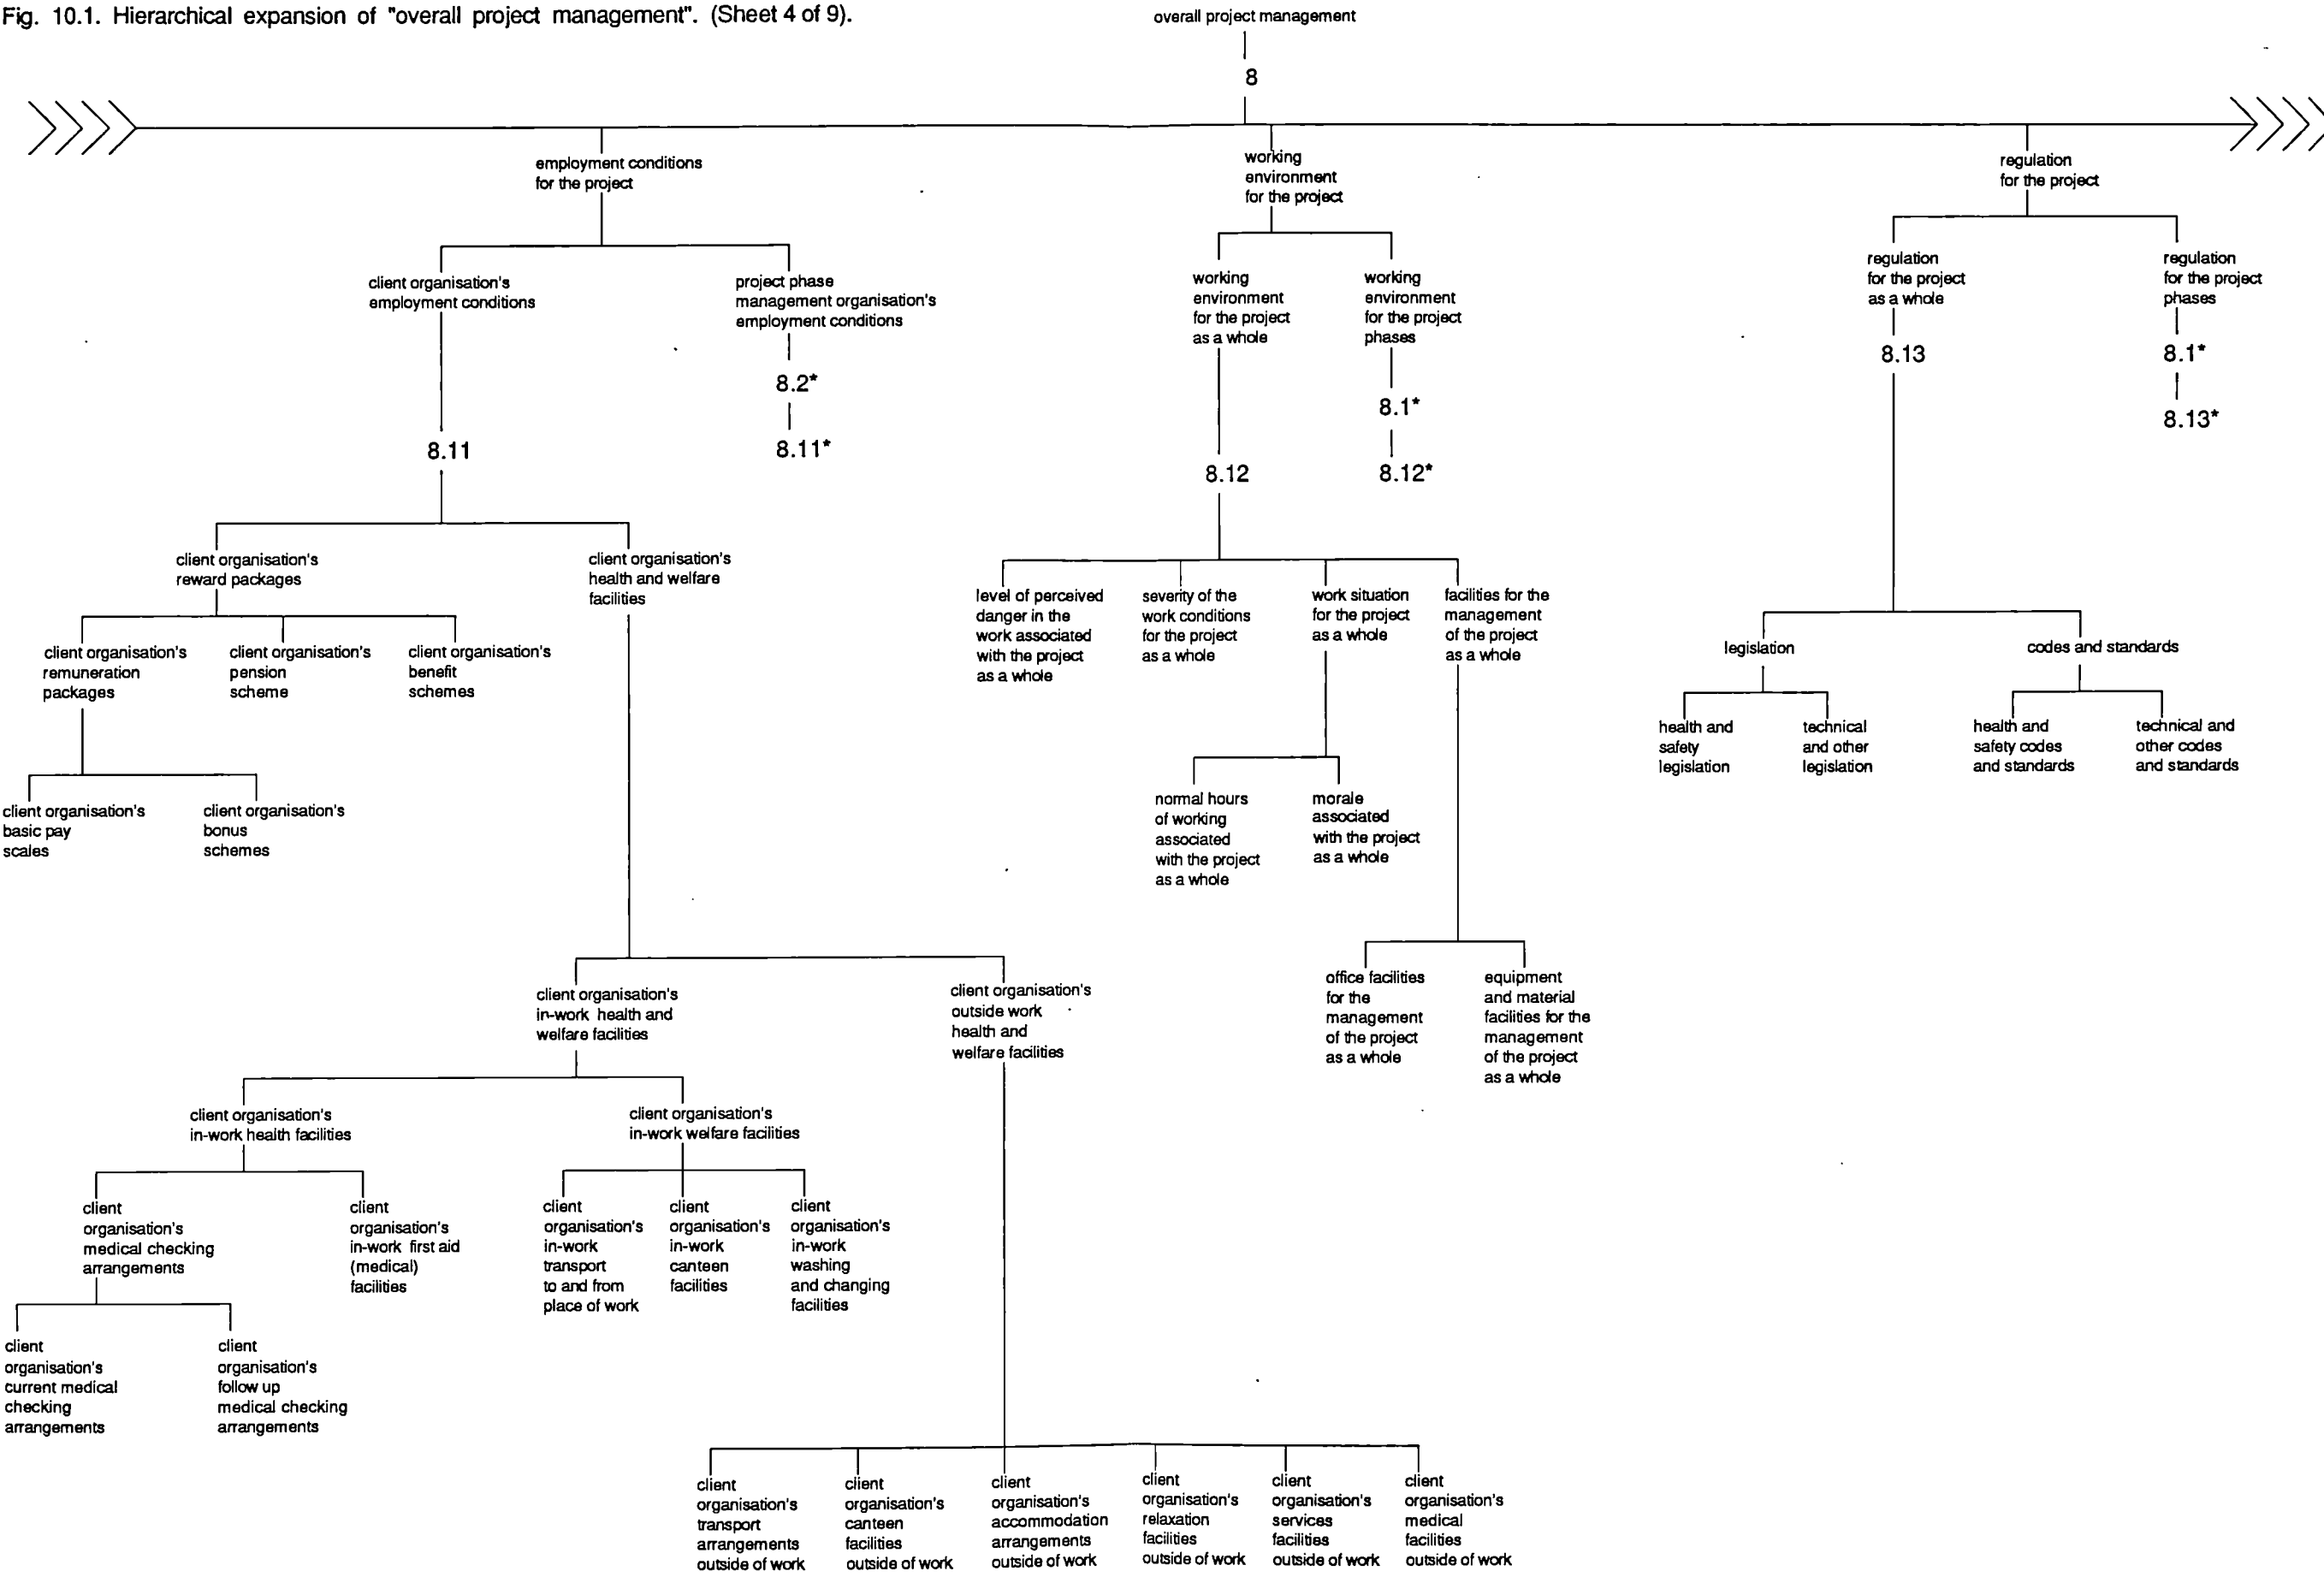 Fig. 10.1. Hierarchical expansion of "overall project management". (Sheet 4 of 9).
overall project management
8
employment conditions
for the project
working
environment
for the project
regulation
for the project
client organisation's
employment conditions
project phase
management organisation's
employment conditions
8.2*
8.11*
8.11
working
environment
for the project
as a whole
8.12
working
environment
for the project
phases
8.1*
8.12*
regulation
for the project
as a whole
8.13
regulation
for the project
phases
8.1*
8.13*
client organisation's
reward packages
client organisation's
health and welfare
facilities
client organisation's
remuneration
packages
client organisation's
pension
scheme
client organisation's
benefit
schemes
client organisation's
basic pay
scales
client organisation's
bonus
schemes
level of perceived
danger in the
work associated
with the project
as a whole
severity of the
work conditions
for the project
as a whole
work situation
for the project
as a whole
facilities for the
management
of the project
as a whole
normal hours
of working
associated
with the project
as a whole
morale
associated
with the project
as a whole
office facilities
for the
management
of the project
as a whole
equipment
and material
facilities for the
management
of the project
as a whole
legislation
codes and standards
health and
safety
legislation
technical
and other
legislation
health and
safety codes
and standards
technical and
other codes
and standards
client organisation's
in-work health and
welfare facilities
client organisation's
outside work
health and
welfare facilities
client organisation's
in-work health facilities
client organisation's
in-work welfare facilities
client
organisation's
medical checking
arrangements
client
organisation's
in-work first aid
(medical)
facilities
client
organisation's
in-work
transport
to and from
place of work
client
organisation's
in-work
canteen
facilities
client
organisation's
in-work
washing
and changing
facilities
client
organisation's
current medical
checking
arrangements
client
organisation's
follow up
medical checking
arrangements
client
organisation's
transport
arrangements
outside of work
client
organisation's
canteen
facilities
outside of work
client
organisation's
accommodation
arrangements
outside of work
client
organisation's
relaxation
facilities
outside of work
client
organisation's
services
facilities
outside of work
client
organisation's
medical
facilities
outside of work